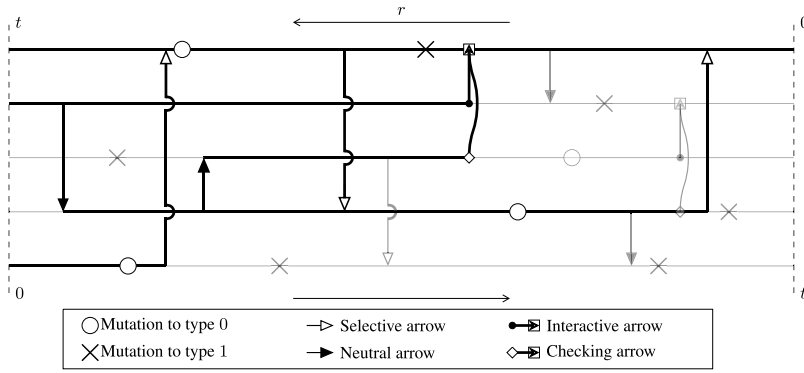 r
t
0
0
t
Mutation to type 0
Selective arrow
Interactive arrow
Mutation to type 1
Neutral arrow
Checking arrow